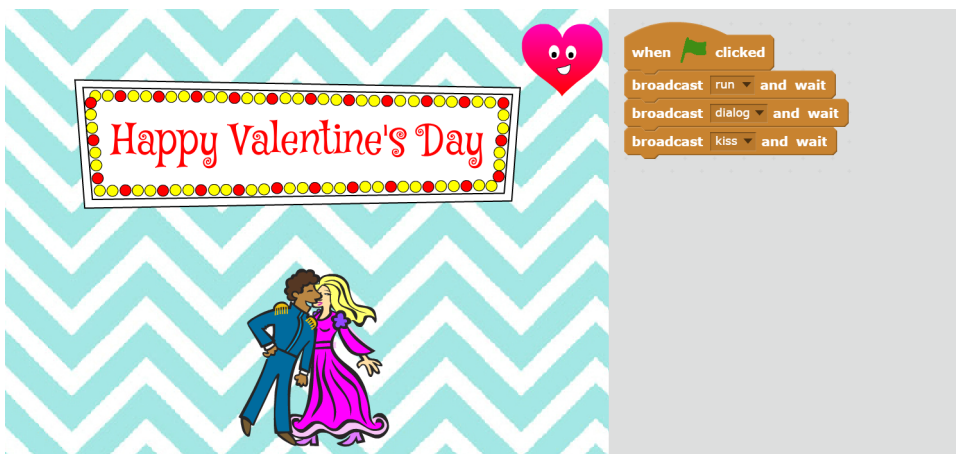 Happy Valentine's Day
when clicked
broadcast run and wait
broadcast dialog and wait
broadcast kiss and wait